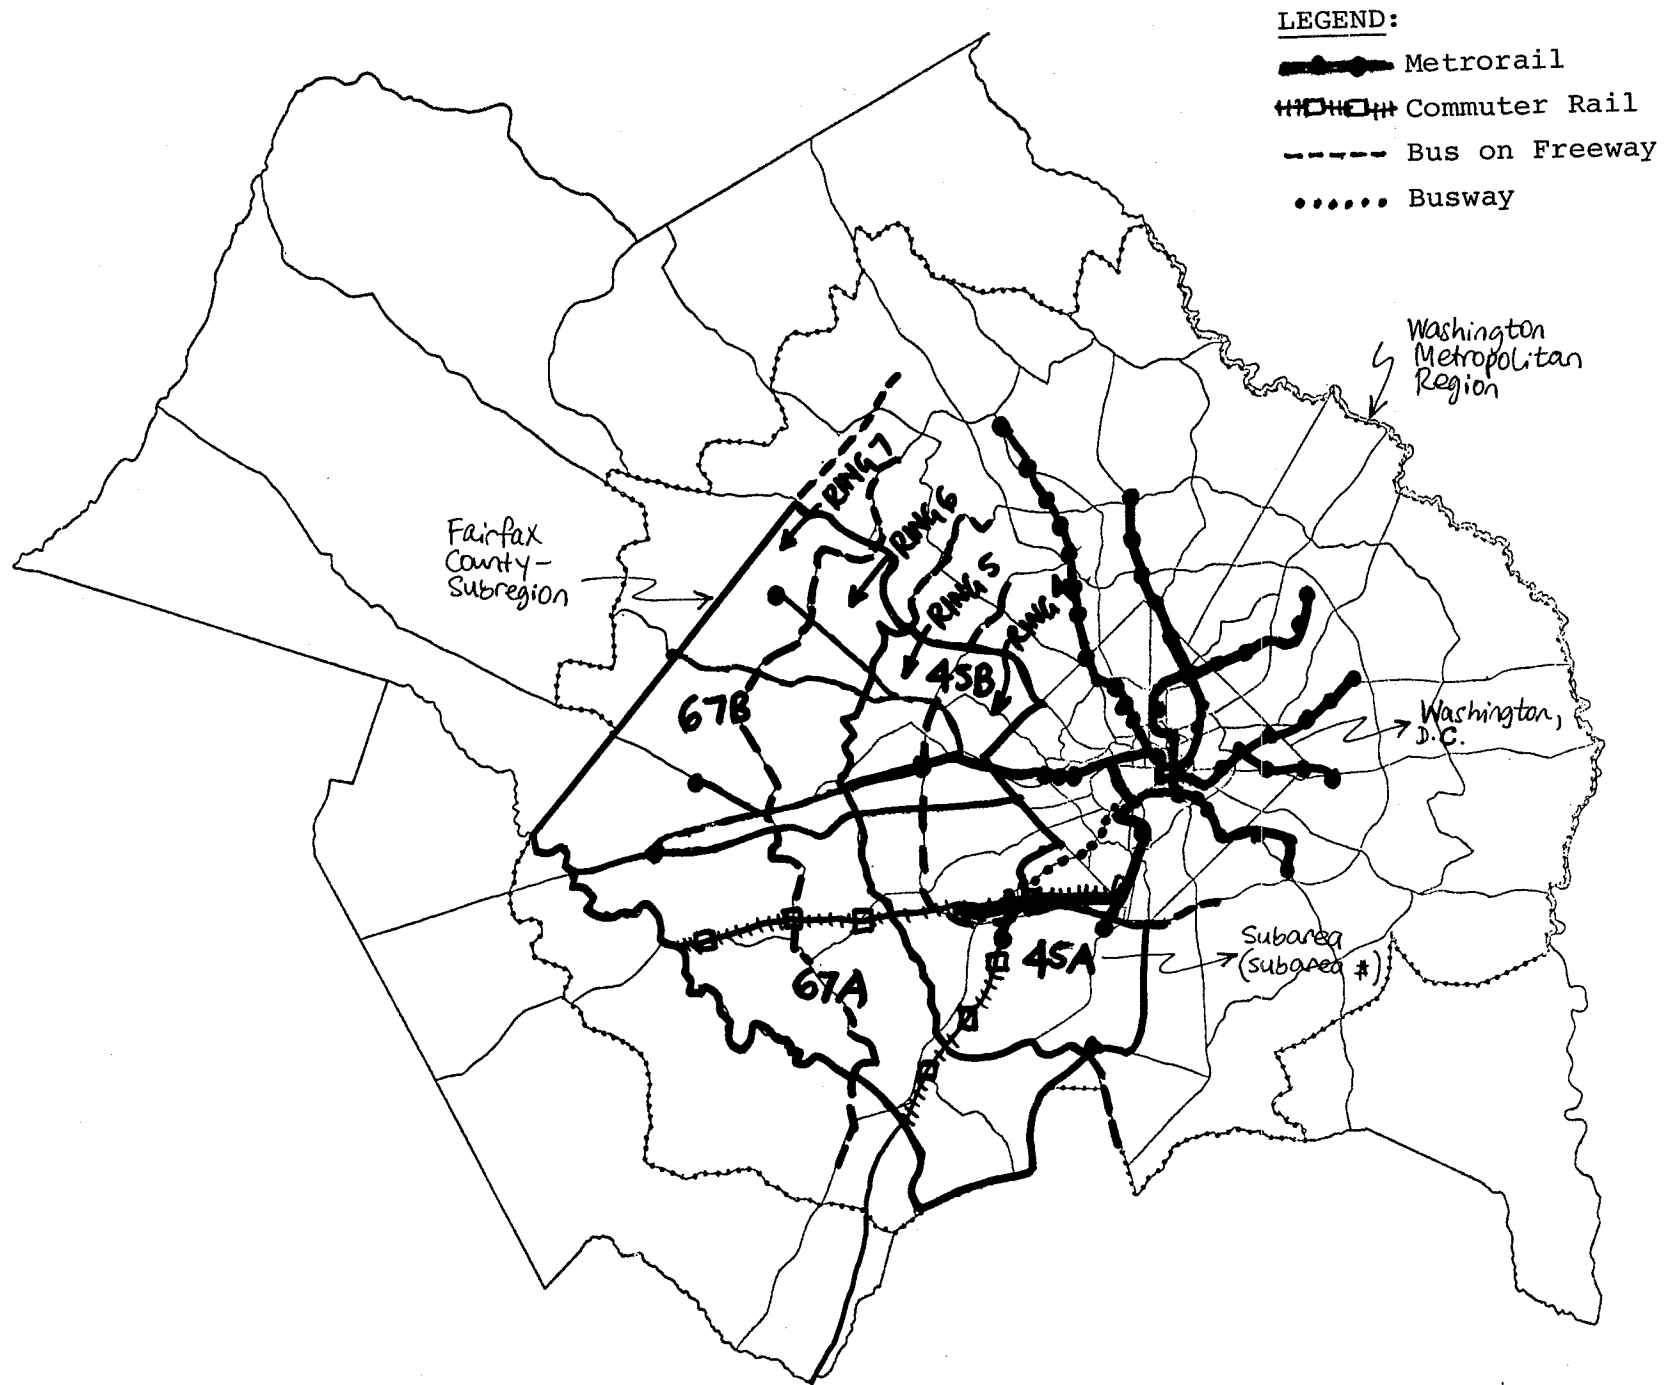 LEGEND:
Metrorail
Commuter Rail
Bus on Freeway
Busway
Washington
Metropolitan
Region
RING 7
RING 6
Fairfax
County-
Subregion
RING 5
RING 4
45B
67B
Washington,
D.C.
Subarea
(subarea #)
45A
67A